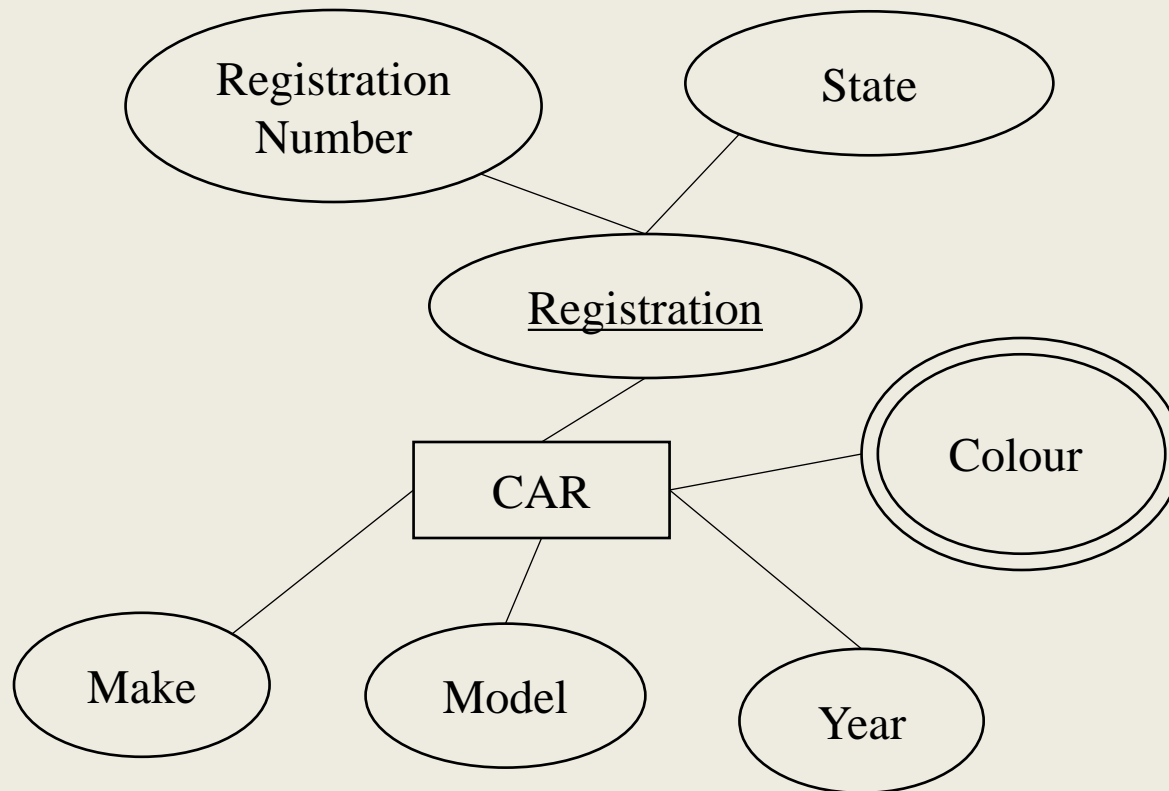 Registration
Number
State
Registration
Colour
CAR
Make
Model
Year